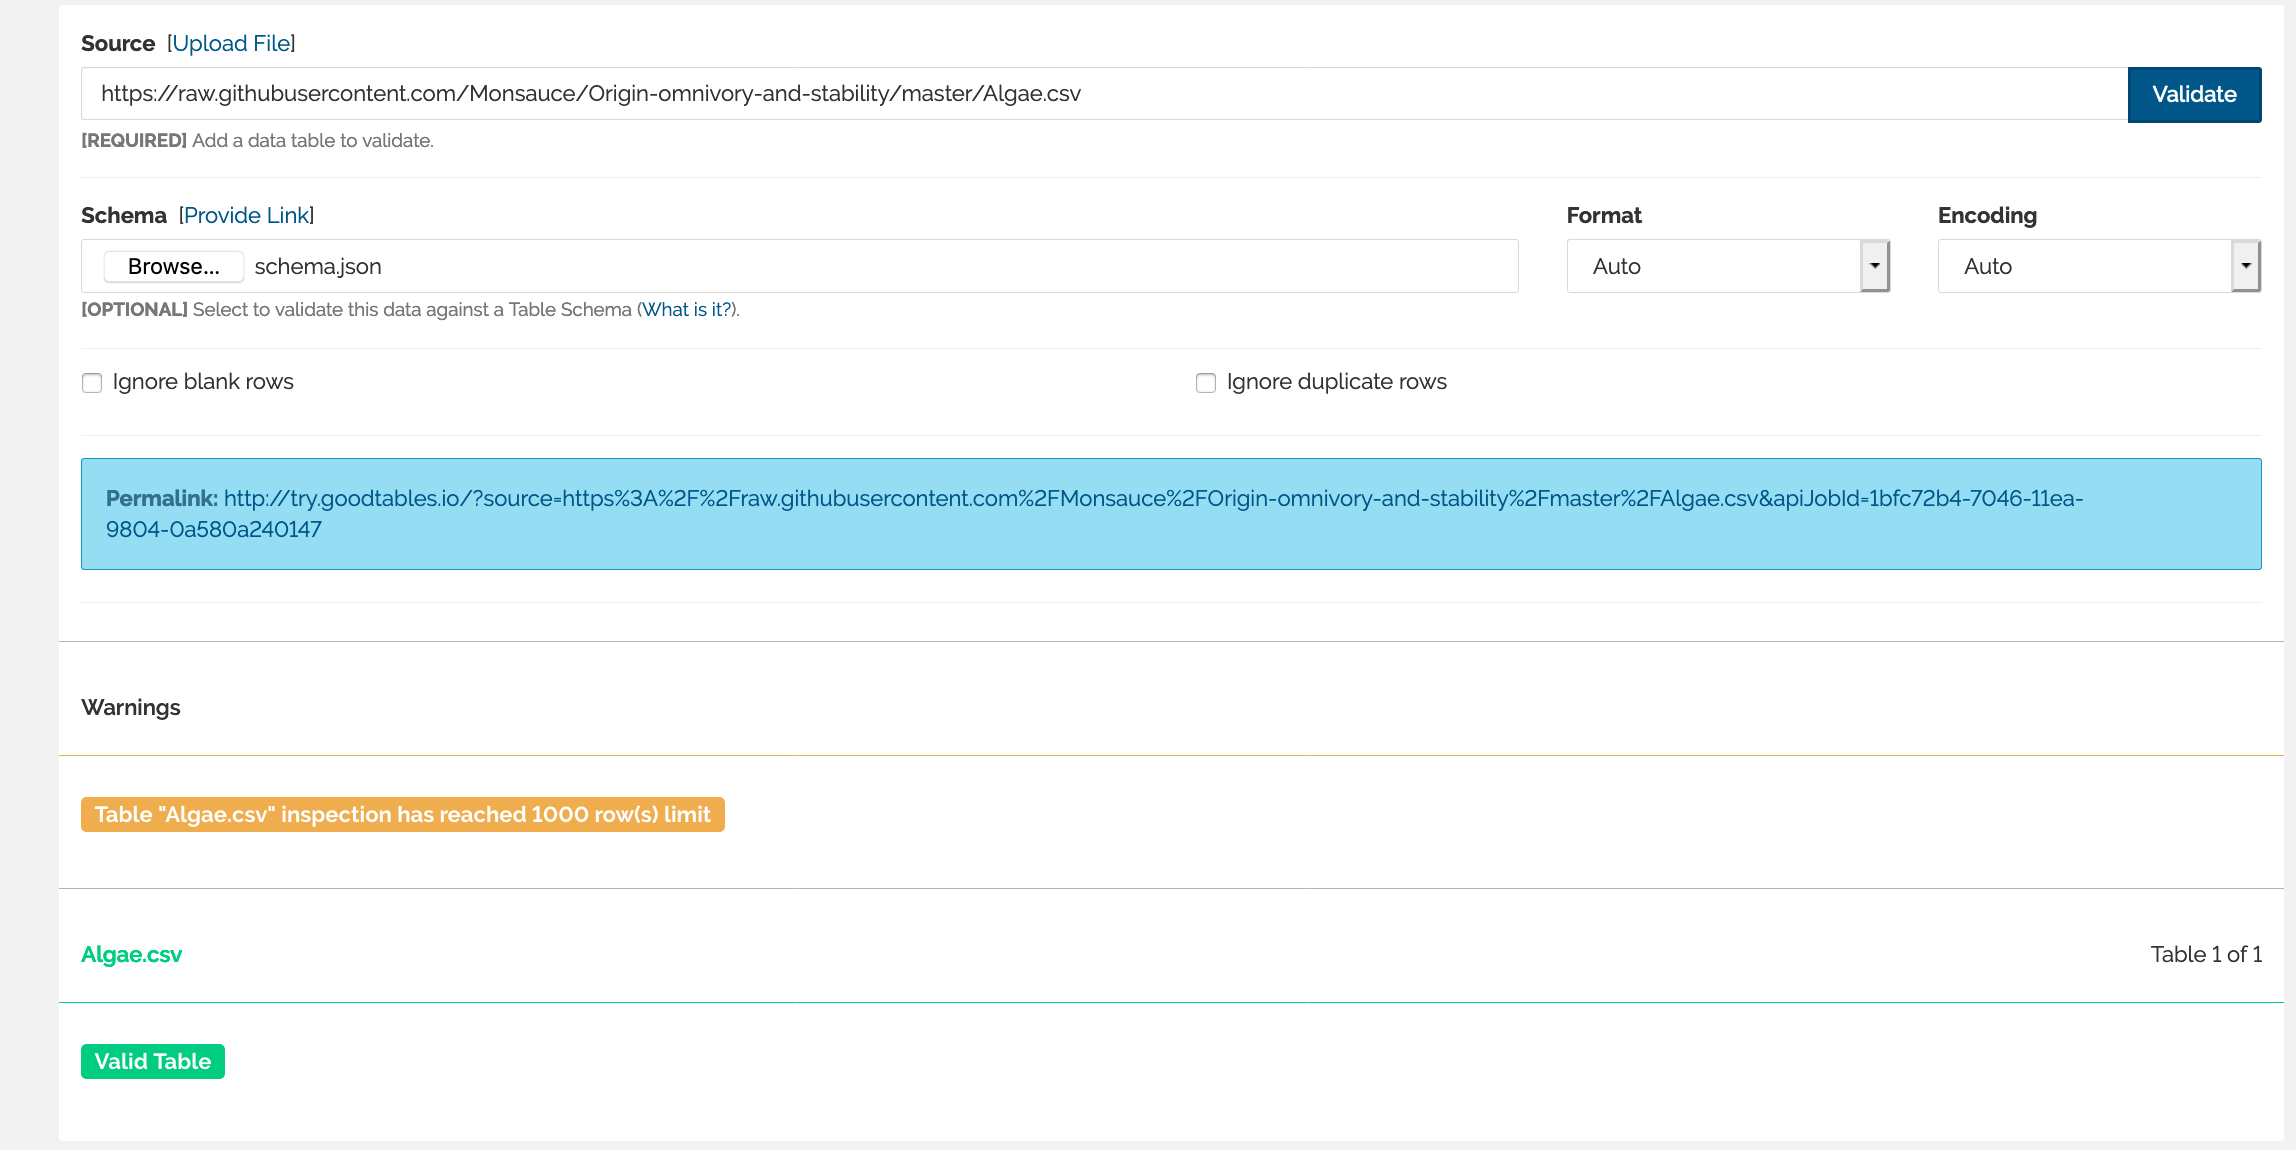 Source [Upload File]
https://raw.githubusercontent.com/Monsauce/Origin-omnivory-and-stability/master/Algae.csv
Validate
[REQUIRED] Add a data table to validate.
Schema [Provide Link]
Format
Encoding
Browse... schema.json
Auto
Auto
[OPTIONAL] Select to validate this data against a Table Schema (What is it?).
Ignore blank rows
Ignore duplicate rows
Permalink: http://try.goodtables.io/?source=https%3A%2F%2Fraw.githubusercontent.com%2FMonsauce%2FOrigin-omnivory-and-stability%2Fmaster%2FAlgae.csv&apiJobId=1bfc72b4-7046-11ea-
9804-0a580a240147
Warnings
Table "Algae.csv" inspection has reached 1000 row(s) limit
Algae.csv
Table 1 of 1
Valid Table